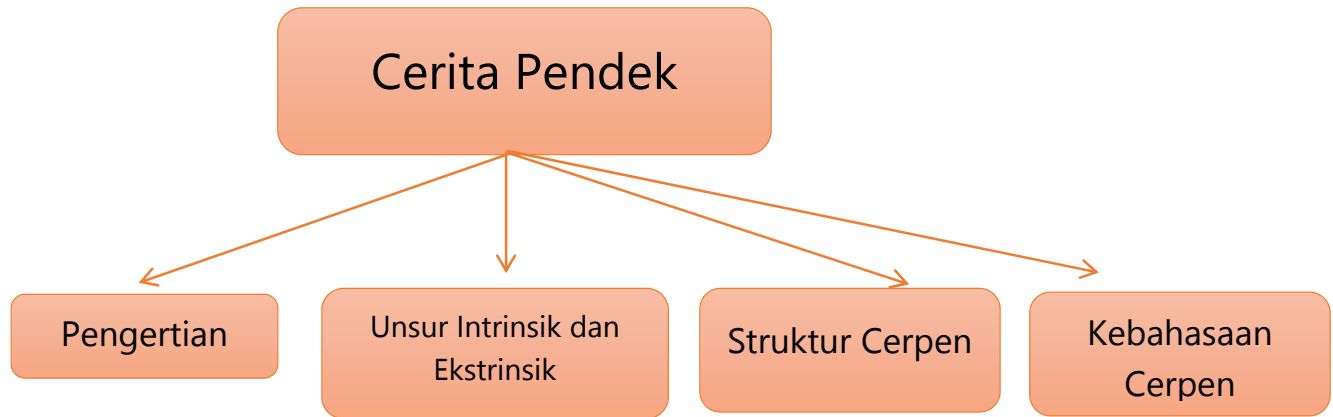 Cerita Pendek
Pengertian
Unsur Intrinsik dan
Ekstrinsik
Struktur Cerpen
Kebahasaan
Cerpen